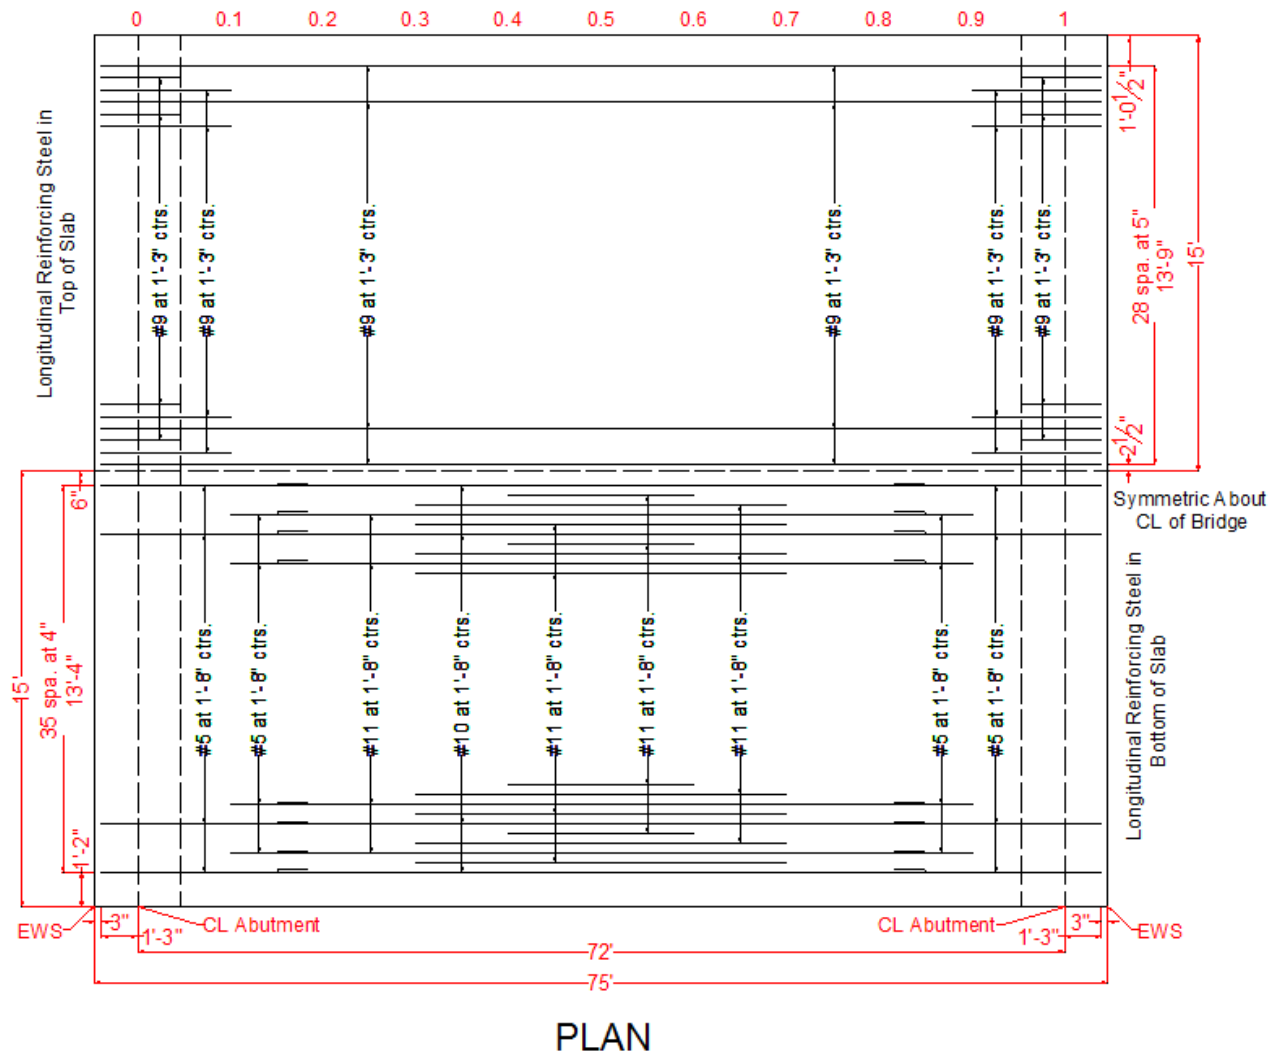 0 0.1 0.2 0.3 0.4 0.5 0.6 0.7 0.8 0.9 1
Longitudinal Reinforcing Steel in
Top of Slab
#9 at 1'-3" ctrs.
#9 at 1'-3" ctrs.
#9 at 1'-3" ctrs.
#9 at 1'-3" ctrs.
#9 at 1'-3" ctrs.
#9 at 1'-3" ctrs.
1'-0 1/2"
28 spa. at 5"
13'-9"
15'
2 1/2"
Symmetric About
CL of Bridge
6"
15'
35 spa. at 4"
13'-4"
1'-2"
#5 at 1'-8" ctrs.
#5 at 1'-8" ctrs.
#11 at 1'-8" ctrs.
#10 at 1'-8" ctrs.
#11 at 1'-8" ctrs.
#11 at 1'-8" ctrs.
#11 at 1'-8" ctrs.
#5 at 1'-8" ctrs.
#5 at 1'-8" ctrs.
Longitudinal Reinforcing Steel in
Bottom of Slab
EWS 3" CL Abutment CL Abutment 3" EWS
1'-3" 1'-3"
72'
75'
PLAN